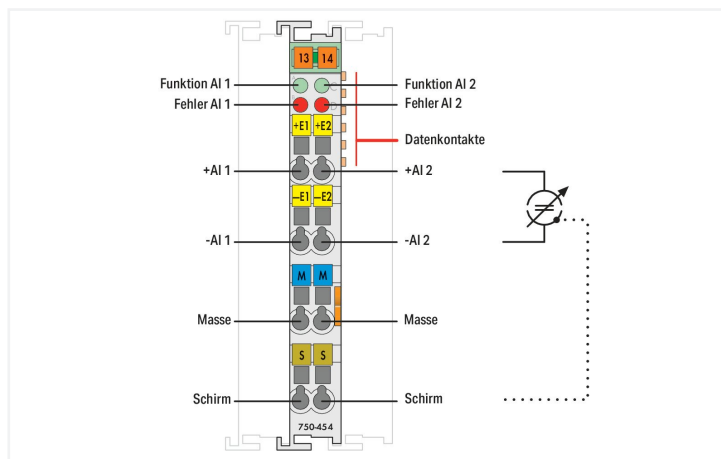 13 14
Funktion AI 1
Funktion AI 2
Fehler AI 1
Fehler AI 2
+E1 +E2
Datenkontakte
+AI 1
+AI 2
—E1 —E2
-AI 1
-AI 2
M M
Masse
Masse
S S
Schirm
Schirm
750-454